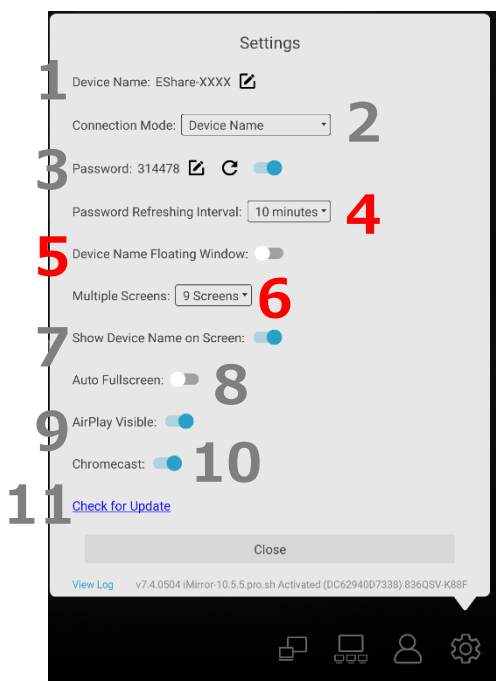 Settings
1 Device Name: EShare-XXXX
Connection Mode: Device Name 2
3 Password: 314478
Password Refreshing Interval: 10 minutes 4
5 Device Name Floating Window:
Multiple Screens: 9 Screens 6
7 Show Device Name on Screen:
Auto Fullscreen: 8
9 AirPlay Visible:
Chromecast: 10
11 Check for Update
Close
View Log v7.4.0504 iMirror-10.5.5.pro.sh Activated (DC62940D7338) 836QSV-K88F